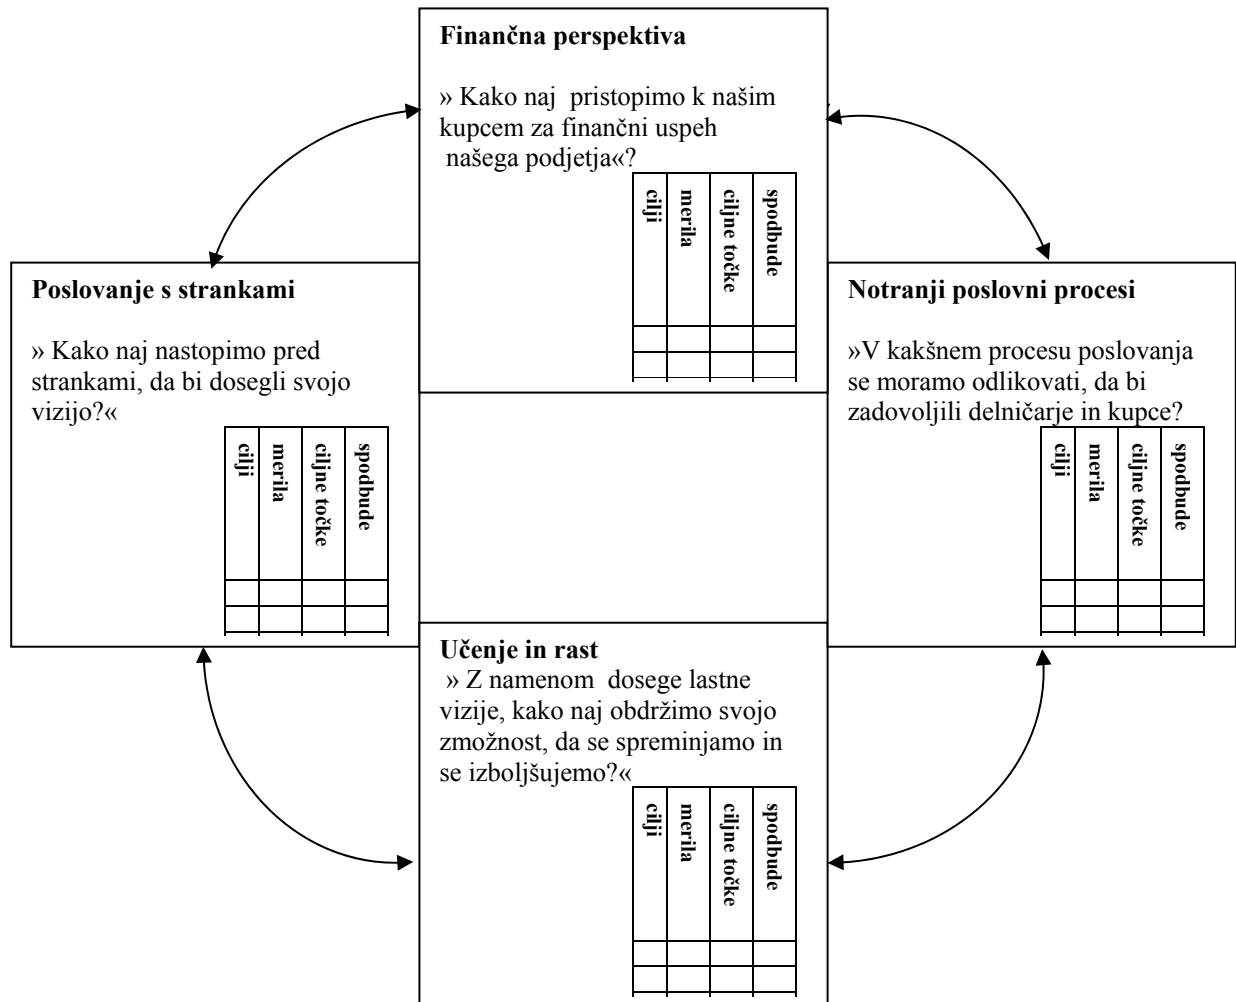 Finančna perspektiva
» Kako naj  pristopimo k našim
kupcem za finančni uspeh
našega podjetja«?
cilji
merila
ciljne točke
spodbude
Poslovanje s strankami
» Kako naj nastopimo pred
strankami, da bi dosegli svojo
vizijo?«
cilji
merila
ciljne točke
spodbude
Notranji poslovni procesi
»V kakšnem procesu poslovanja
se moramo odlikovati, da bi
zadovoljili delničarje in kupce?
cilji
merila
ciljne točke
spodbude
Učenje in rast
» Z namenom  dosege lastne
vizije, kako naj obdržimo svojo
zmožnost, da se spreminjamo in
se izboljšujemo?«
cilji
merila
ciljne točke
spodbude